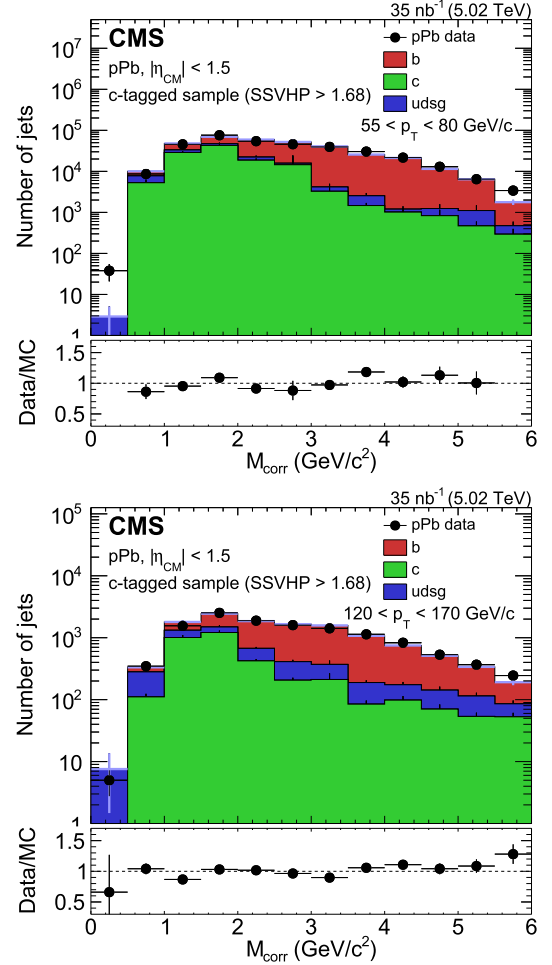 35 nb⁻¹ (5.02 TeV)
CMS
pPb, |η_CM| < 1.5
c-tagged sample (SSVHP > 1.68)
pPb data
b
c
udsg
55 < p_T < 80 GeV/c
Number of jets
10⁷
10⁶
10⁵
10⁴
10³
10²
10
1
Data/MC
1.5
1
0.5
0 1 2 3 4 5 6
M_corr (GeV/c²)
35 nb⁻¹ (5.02 TeV)
CMS
pPb, |η_CM| < 1.5
c-tagged sample (SSVHP > 1.68)
pPb data
b
c
udsg
120 < p_T < 170 GeV/c
Number of jets
10⁵
10⁴
10³
10²
10
1
Data/MC
1.5
1
0.5
0 1 2 3 4 5 6
M_corr (GeV/c²)